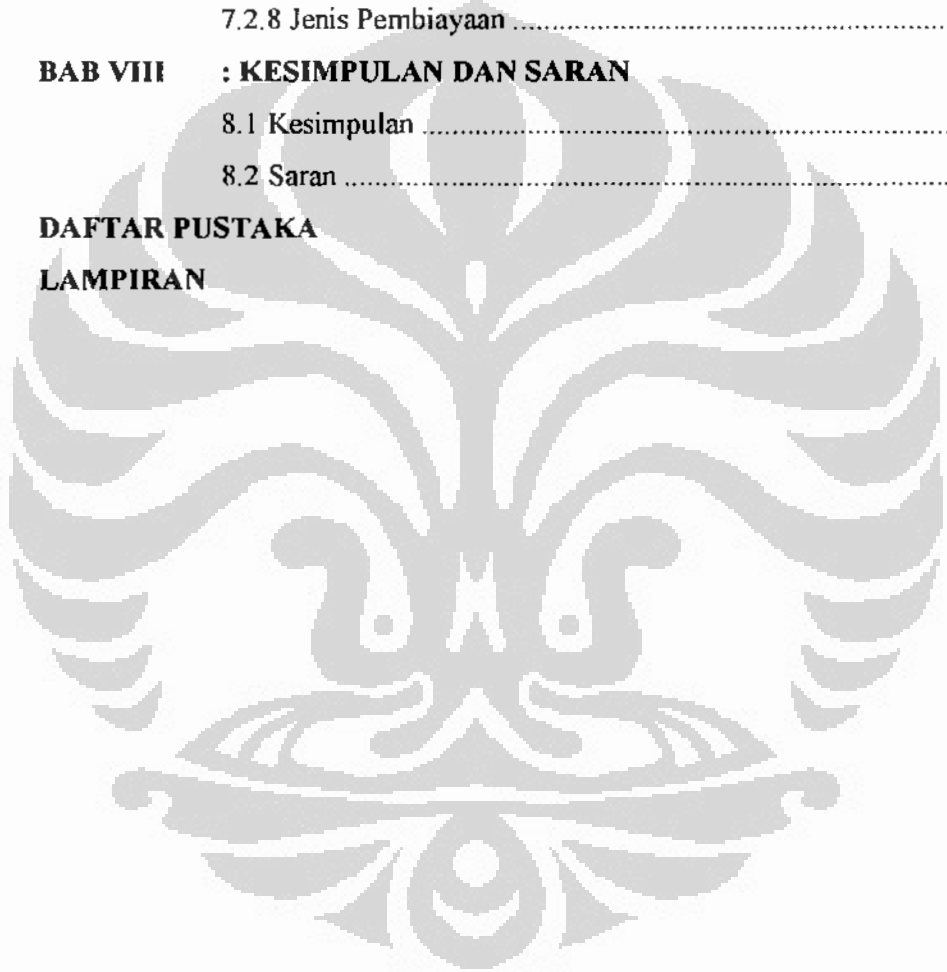 7.2.8 Jenis Pembiayaan ................................................................
BAB VIII : KESIMPULAN DAN SARAN
8.1 Kesimpulan ................................................................
8.2 Saran ................................................................
DAFTAR PUSTAKA
LAMPIRAN